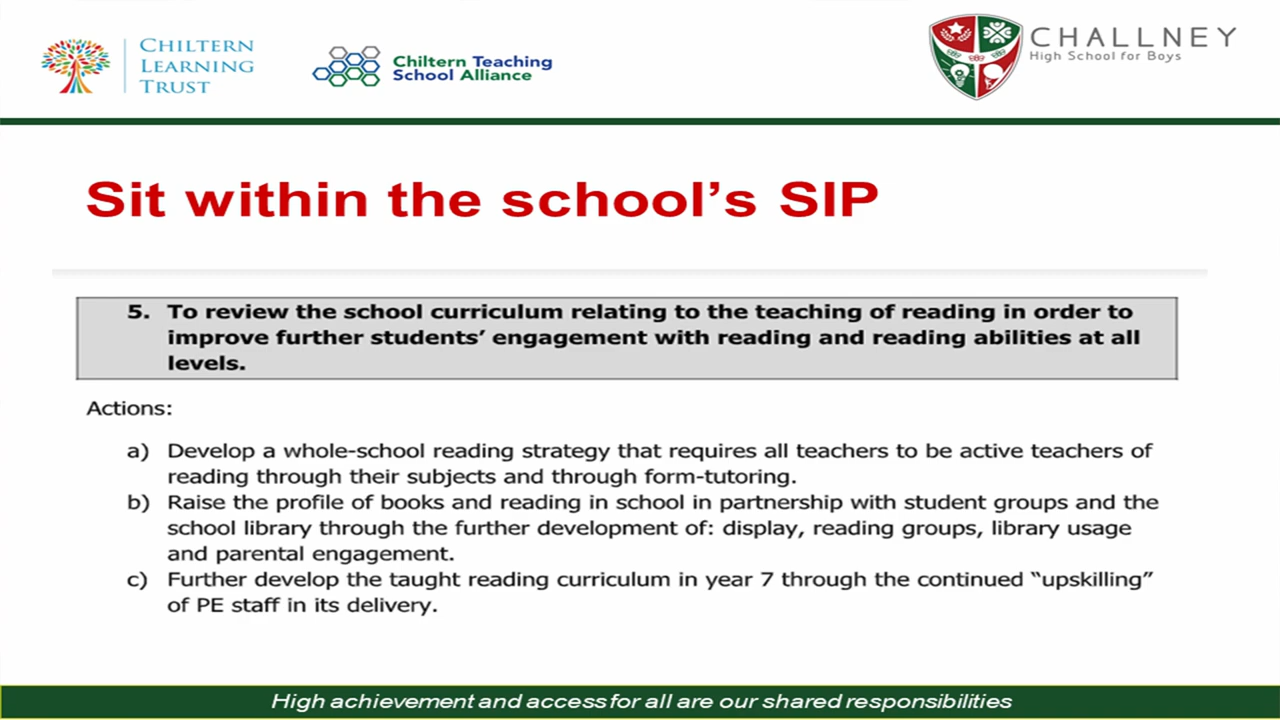 CHILTERN
LEARNING
TRUST
Chiltern Teaching
School Alliance
CHALLNEY
High School for Boys
Sit within the school’s SIP
5. To review the school curriculum relating to the teaching of reading in order to
improve further students’ engagement with reading and reading abilities at all
levels.
Actions:
a) Develop a whole-school reading strategy that requires all teachers to be active teachers of
reading through their subjects and through form-tutoring.
b) Raise the profile of books and reading in school in partnership with student groups and the
school library through the further development of: display, reading groups, library usage
and parental engagement.
c) Further develop the taught reading curriculum in year 7 through the continued “upskilling”
of PE staff in its delivery.
High achievement and access for all are our shared responsibilities